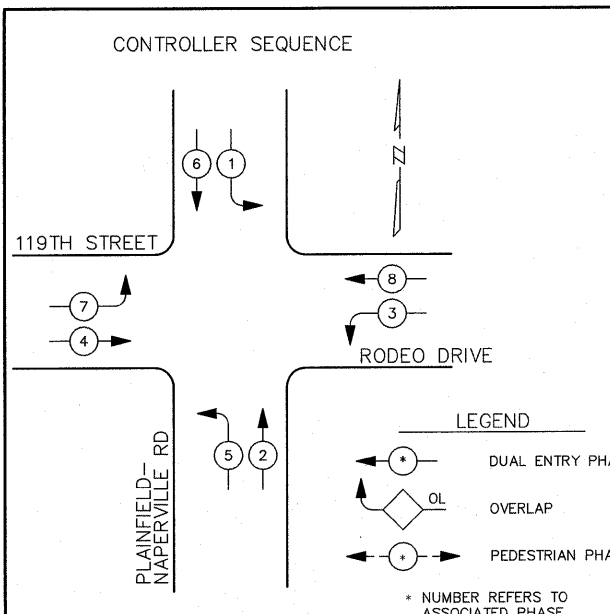 CONTROLLER SEQUENCE
6 1
N
119TH STREET
8
7
3
4
RODEO DRIVE
LEGEND
5 2
* DUAL ENTRY PHA
PLAINFIELD-
NAPERVILLE RD
OL
OVERLAP
* PEDESTRIAN PHA
* NUMBER REFERS TO
ASSOCIATED PHASE